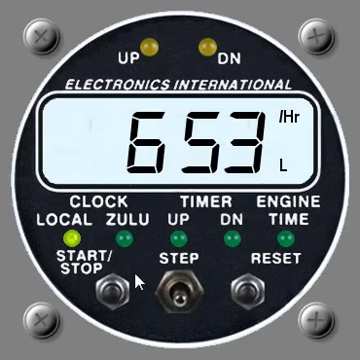 UP DN
ELECTRONICS INTERNATIONAL
653 /Hr
L
CLOCK TIMER ENGINE
LOCAL ZULU UP DN TIME
START/ STEP RESET
STOP